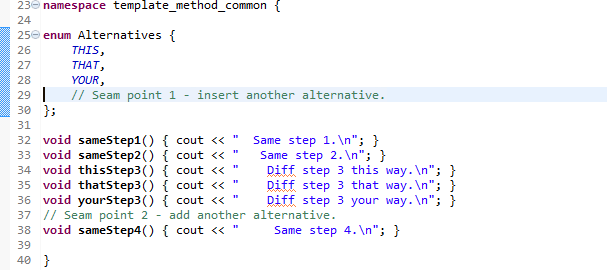 23 namespace template_method_common {
24
25 enum Alternatives {
26     THIS,
27     THAT,
28     YOUR,
29     // Seam point 1 - insert another alternative.
30 };
31
32 void sameStep1() { cout << "  Same step 1.\n"; }
33 void sameStep2() { cout << "   Same step 2.\n"; }
34 void thisStep3() { cout << "    Diff step 3 this way.\n"; }
35 void thatStep3() { cout << "    Diff step 3 that way.\n"; }
36 void yourStep3() { cout << "    Diff step 3 your way.\n"; }
37 // Seam point 2 - add another alternative.
38 void sameStep4() { cout << "     Same step 4.\n"; }
39
40 }